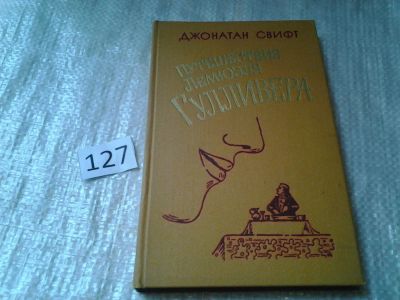 ДЖОНАТАН СВИФТ
ПУТЕШЕСТВИЯ
ЛЕМЮЭЛЯ
ГУЛЛИВЕРА
127